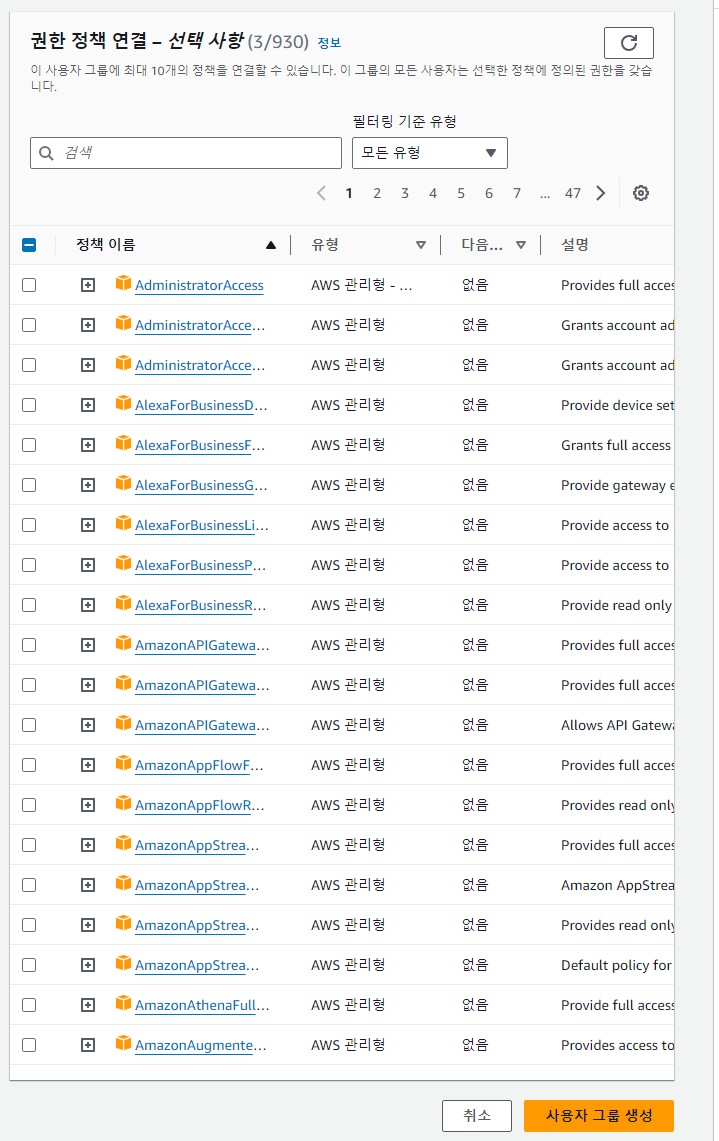 권한 정책 연결 – 선택 사항 (3/930) 정보
이 사용자 그룹에 최대 10개의 정책을 연결할 수 있습니다. 이 그룹의 모든 사용자는 선택한 정책에 정의된 권한을 갖습
니다.
필터링 기준 유형
검색 모든 유형
1 2 3 4 5 6 7 ... 47
정책 이름 유형 다음... 설명
AdministratorAccess AWS 관리형 - ... 없음 Provides full acces
AdministratorAcce... AWS 관리형 없음 Grants account ad
AdministratorAcce... AWS 관리형 없음 Grants account ad
AlexaForBusinessD... AWS 관리형 없음 Provide device set
AlexaForBusinessF... AWS 관리형 없음 Grants full access
AlexaForBusinessG... AWS 관리형 없음 Provide gateway e
AlexaForBusinessLi... AWS 관리형 없음 Provide access to
AlexaForBusinessP... AWS 관리형 없음 Provide access to
AlexaForBusinessR... AWS 관리형 없음 Provide read only
AmazonAPIGatewa... AWS 관리형 없음 Provides full acces
AmazonAPIGatewa... AWS 관리형 없음 Provides full acces
AmazonAPIGatewa... AWS 관리형 없음 Allows API Gatewa
AmazonAppFlowF... AWS 관리형 없음 Provides full acces
AmazonAppFlowR... AWS 관리형 없음 Provides read only
AmazonAppStrea... AWS 관리형 없음 Provides full acces
AmazonAppStrea... AWS 관리형 없음 Amazon AppStrea
AmazonAppStrea... AWS 관리형 없음 Provides read only
AmazonAppStrea... AWS 관리형 없음 Default policy for
AmazonAthenaFull... AWS 관리형 없음 Provide full access
AmazonAugmente... AWS 관리형 없음 Provides access to
취소 사용자 그룹 생성